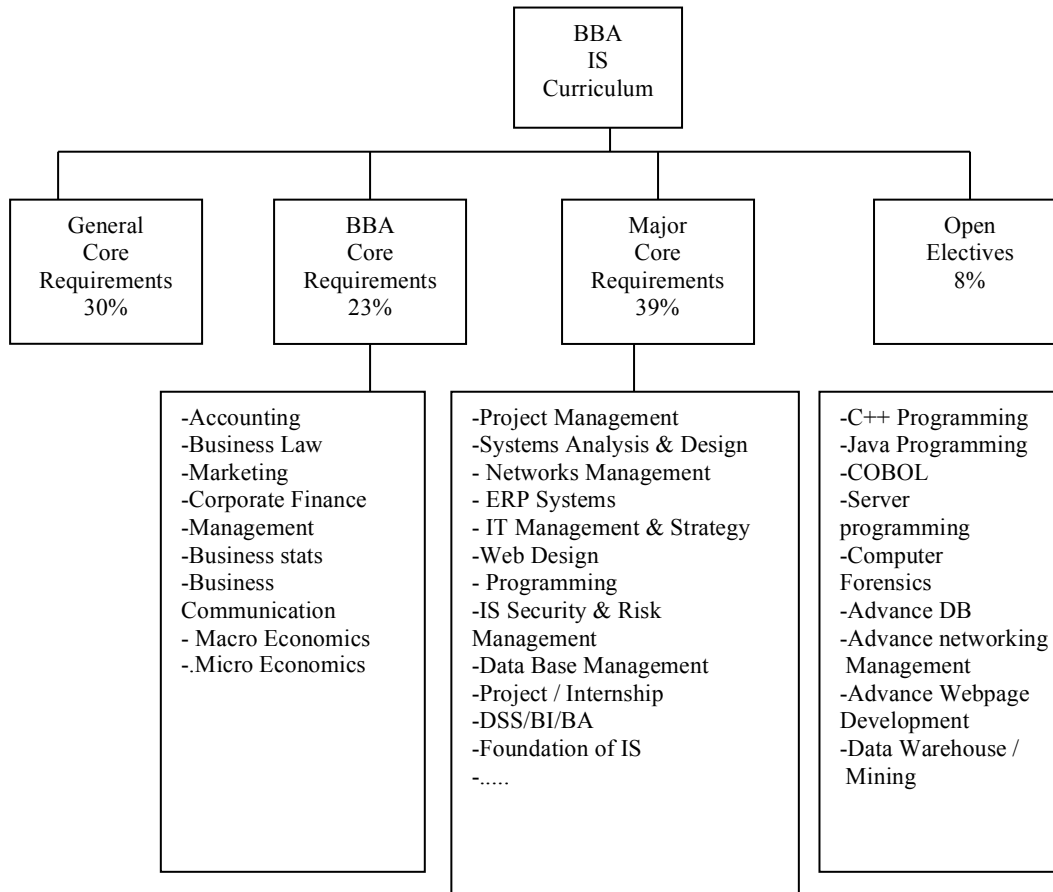 BBA
IS
Curriculum
General
Core
Requirements
30%
BBA
Core
Requirements
23%
Major
Core
Requirements
39%
Open
Electives
8%
-Accounting
-Business Law
-Marketing
-Corporate Finance
-Management
-Business stats
-Business
Communication
- Macro Economics
-.Micro Economics
-Project Management
-Systems Analysis & Design
- Networks Management
- ERP Systems
- IT Management & Strategy
-Web Design
- Programming
-IS Security & Risk
Management
-Data Base Management
-Project / Internship
-DSS/BI/BA
-Foundation of IS
-.....
-C++ Programming
-Java Programming
-COBOL
-Server
programming
-Computer
Forensics
-Advance DB
-Advance networking
Management
-Advance Webpage
Development
-Data Warehouse /
Mining